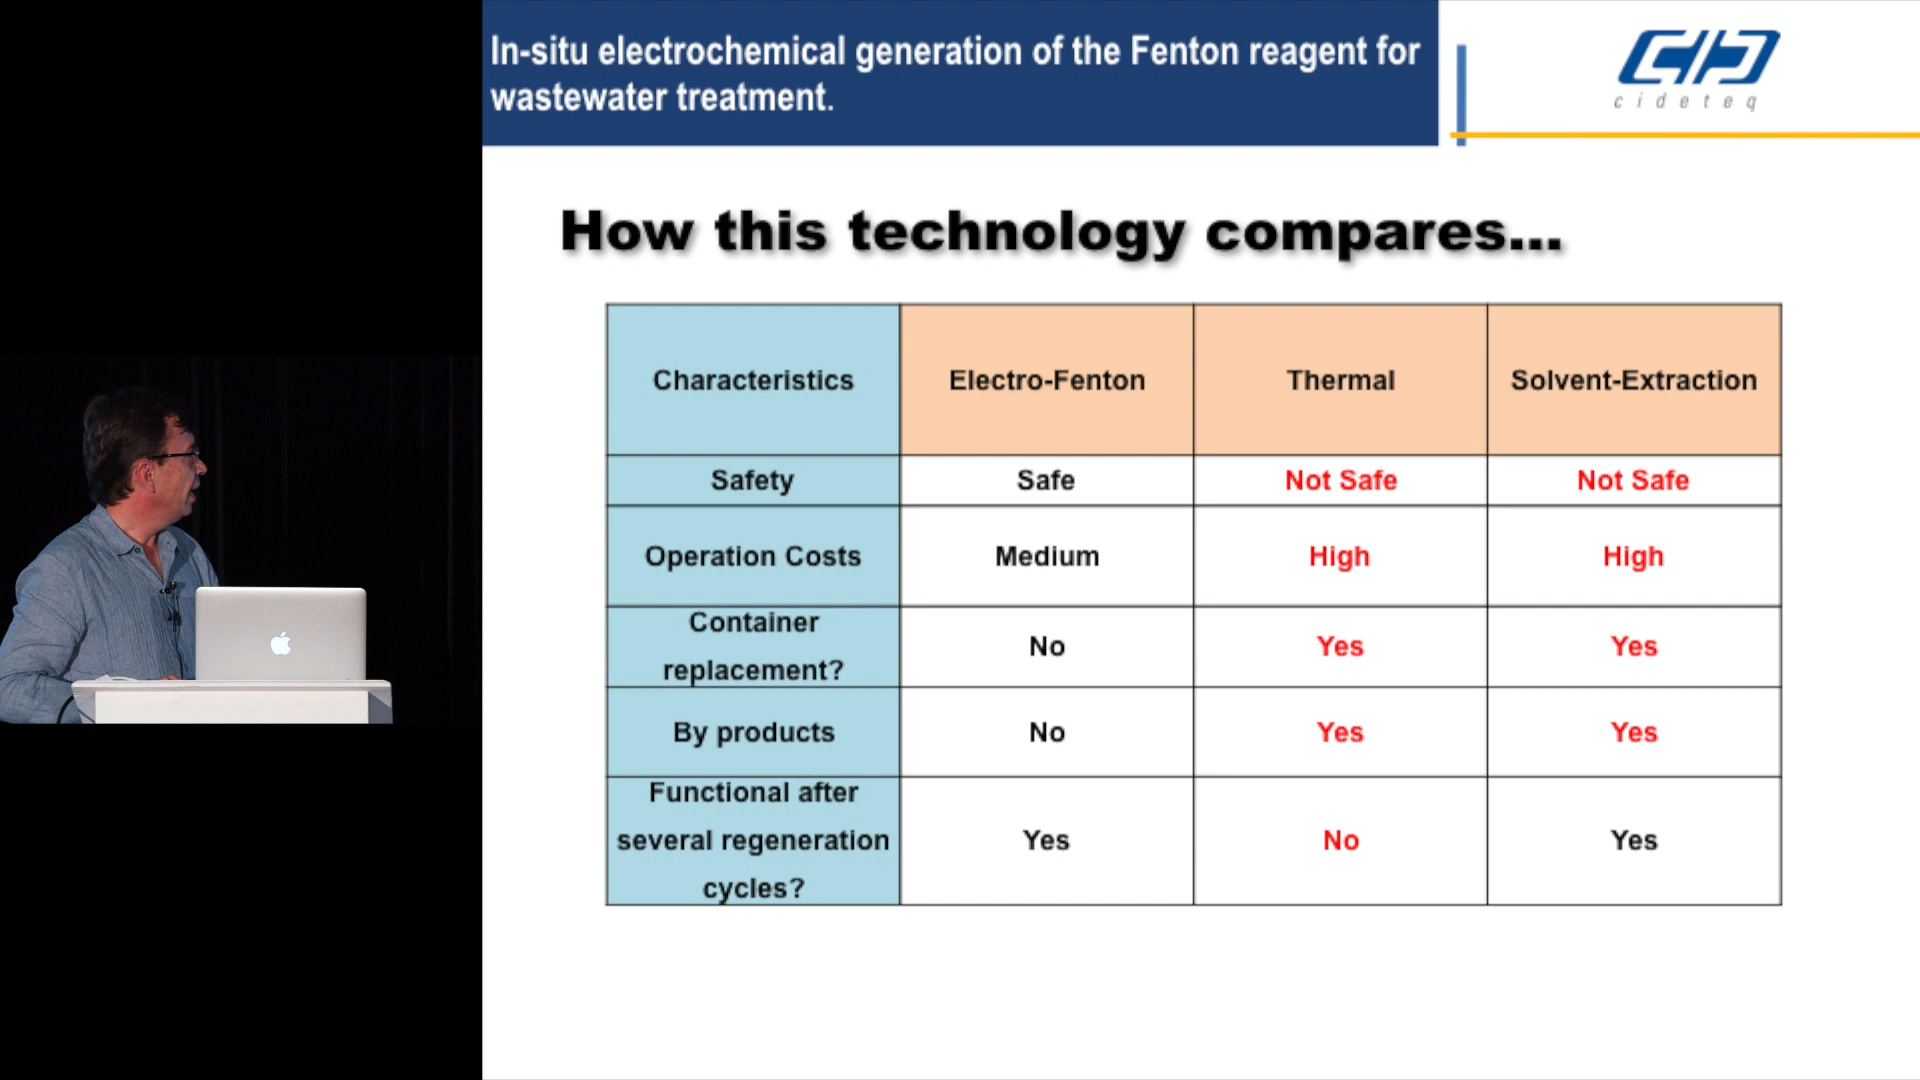 In-situ electrochemical generation of the Fenton reagent for
wastewater treatment.
cideteq
How this technology compares...
Characteristics Electro-Fenton Thermal Solvent-Extraction
Safety Safe Not Safe Not Safe
Operation Costs Medium High High
Container
replacement? No Yes Yes
By products No Yes Yes
Functional after
several regeneration Yes No Yes
cycles?